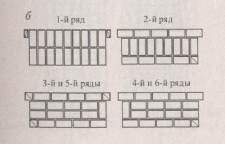 б
1-й ряд
2-й ряд
3-й и 5-й ряды
4-й и 6-й ряды